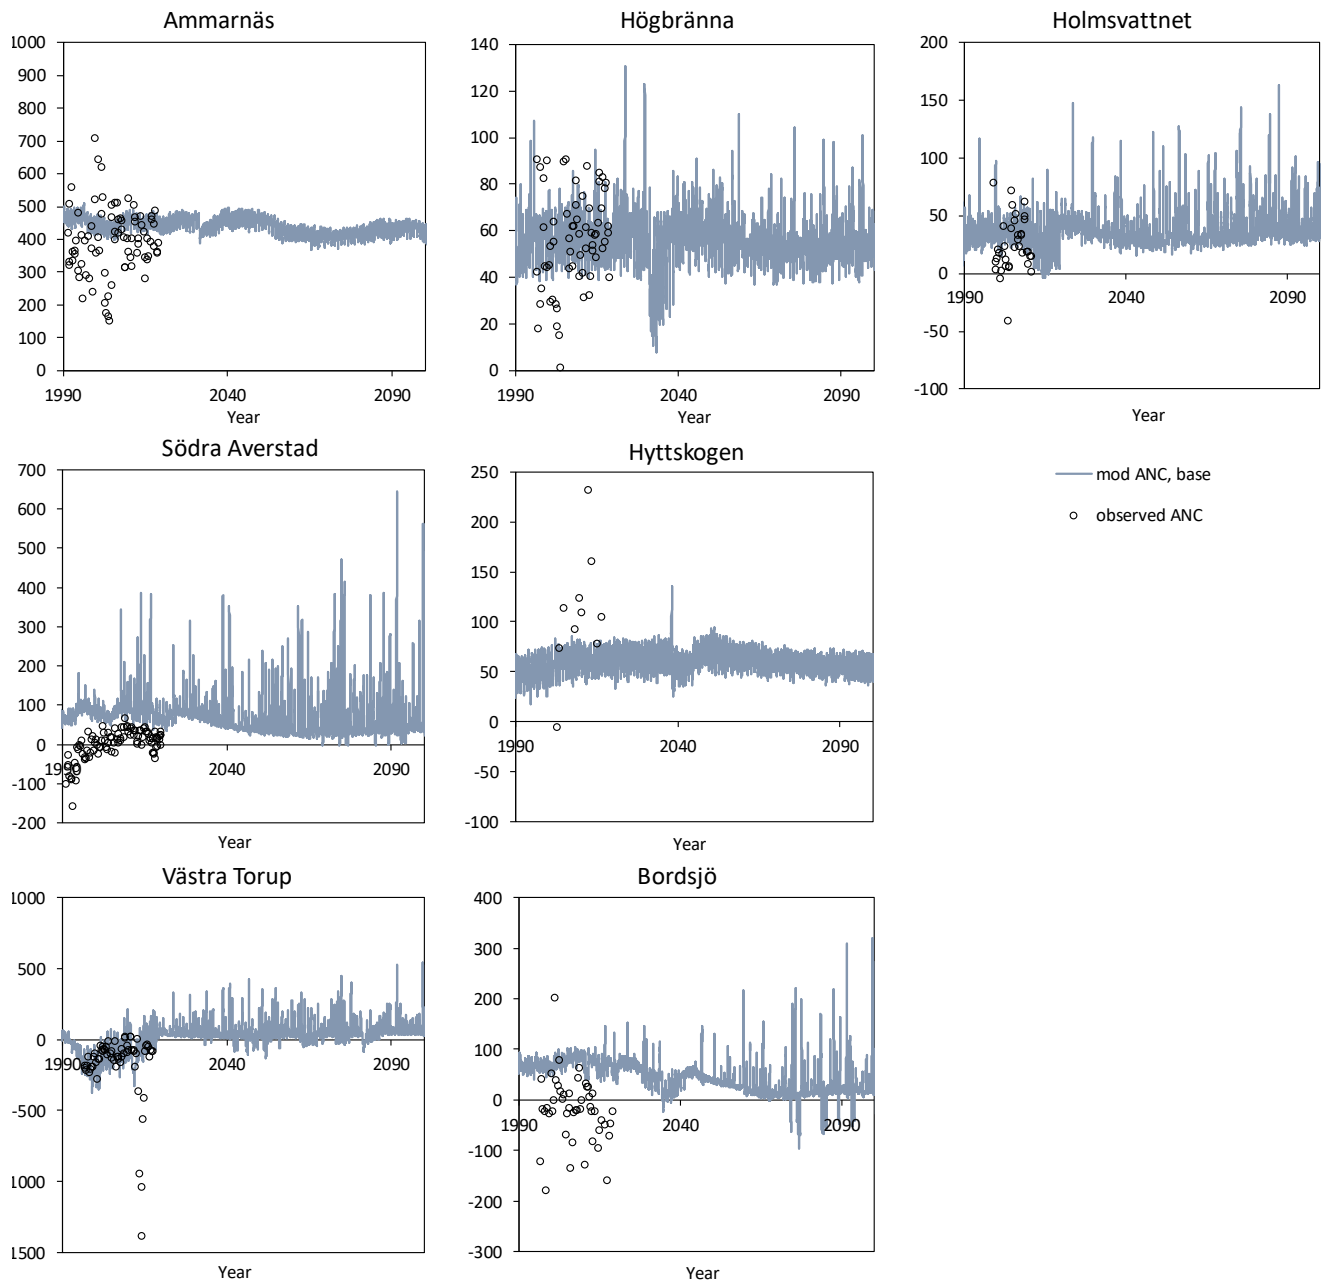 Ammarnäs
1000
900
800
700
600
500
400
300
200
100
0
1990 2040 2090
Year
Högbränna
140
120
100
80
60
40
20
0
1990 2040 2090
Year
Holmsvattnet
200
150
100
50
0
-50
-100
1990 2040 2090
Year
Södra Averstad
700
600
500
400
300
200
100
0
-100
-200
1990 2040 2090
Year
Hyttskogen
250
200
150
100
50
0
-50
-100
1990 2040 2090
Year
mod ANC, base
observed ANC
Västra Torup
1000
500
0
-500
1000
1500
1990 2040 2090
Year
Bordsjö
400
300
200
100
0
-100
-200
-300
1990 2040 2090
Year